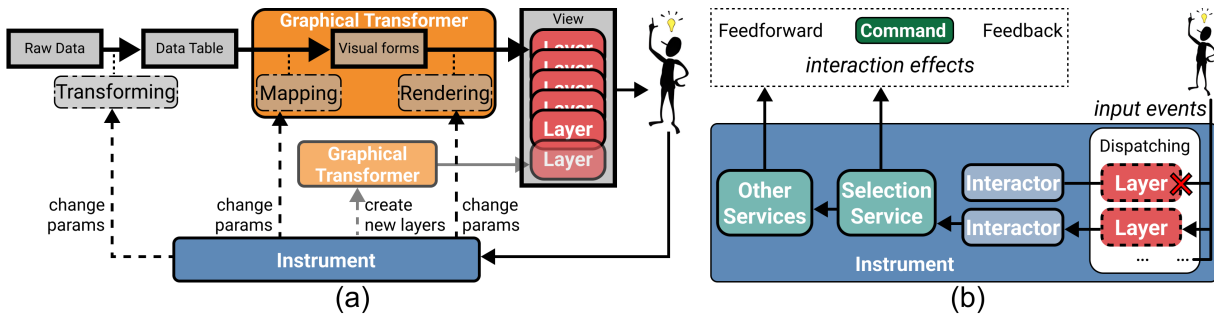 Graphical Transformer
Raw Data
Data Table
Visual forms
Transforming
Mapping
Rendering
View
Layer
Layer
Layer
Layer
Layer
Layer
Graphical
Transformer
change
params
change
params
create
new layers
change
params
Instrument
(a)
Feedforward
Command
Feedback
interaction effects
input events
Dispatching
Other
Services
Selection
Service
Interactor
Layer
Interactor
Layer
... ...
Instrument
(b)